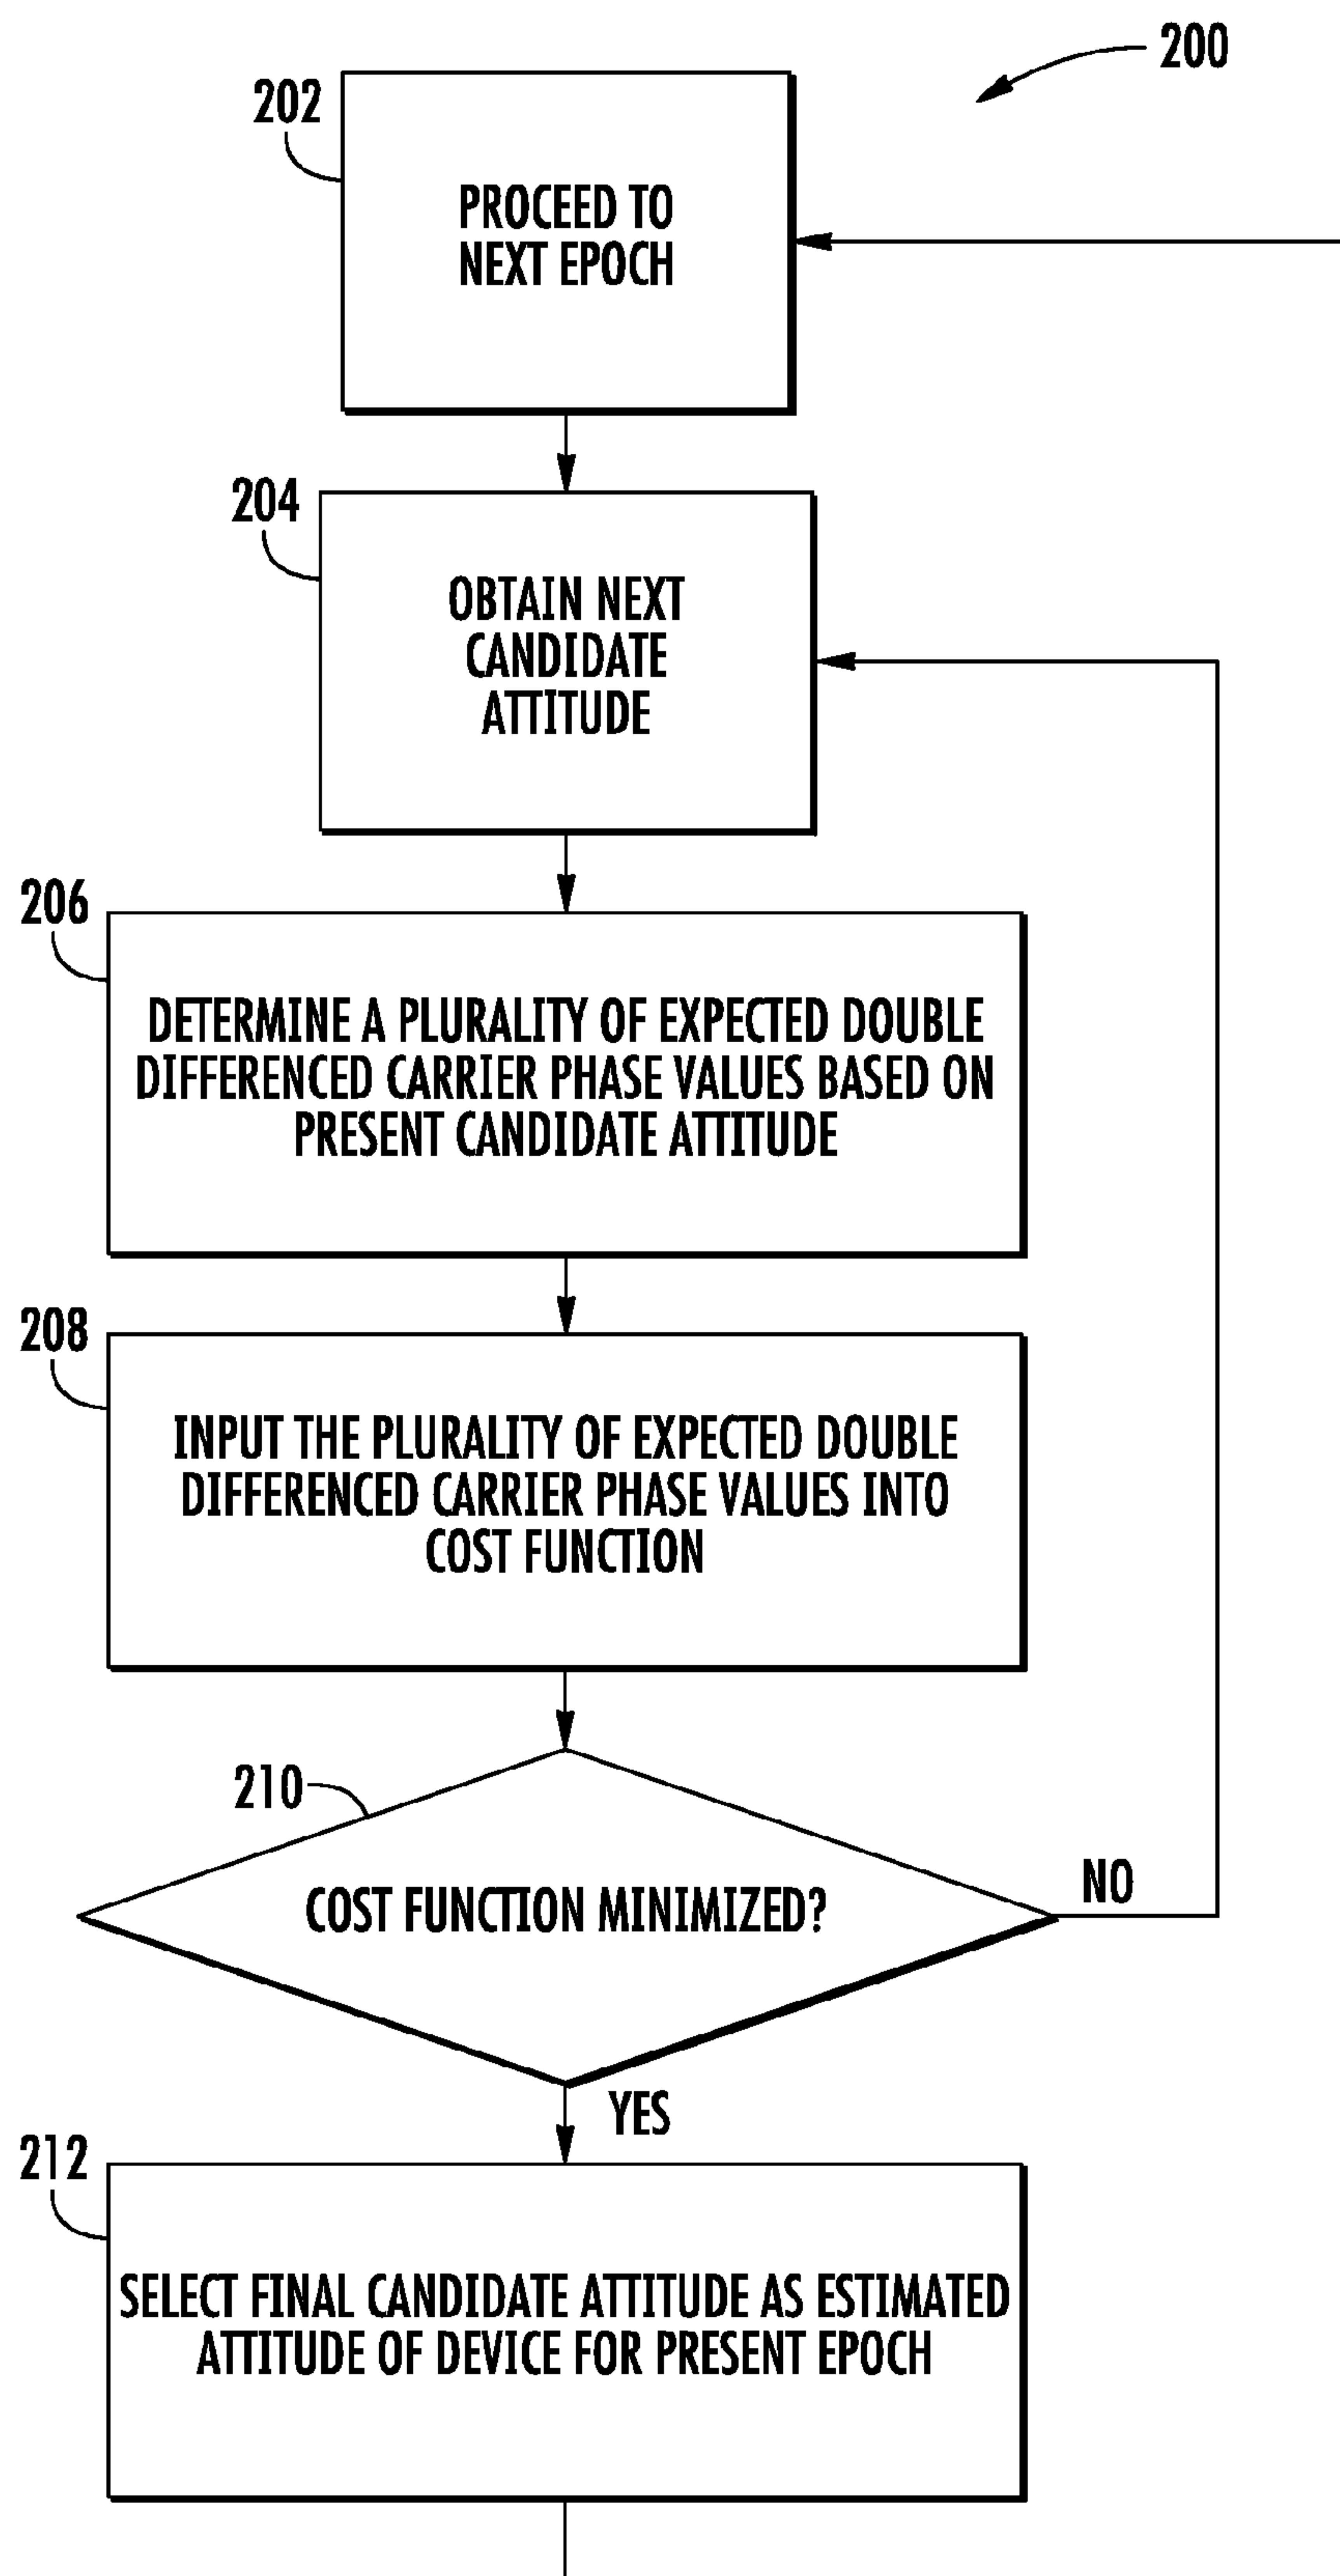 200
202
PROCEED TO
NEXT EPOCH
204
OBTAIN NEXT
CANDIDATE
ATTITUDE
206
DETERMINE A PLURALITY OF EXPECTED DOUBLE
DIFFERENCED CARRIER PHASE VALUES BASED ON
PRESENT CANDIDATE ATTITUDE
208
INPUT THE PLURALITY OF EXPECTED DOUBLE
DIFFERENCED CARRIER PHASE VALUES INTO
COST FUNCTION
210
COST FUNCTION MINIMIZED?
NO
YES
212
SELECT FINAL CANDIDATE ATTITUDE AS ESTIMATED
ATTITUDE OF DEVICE FOR PRESENT EPOCH